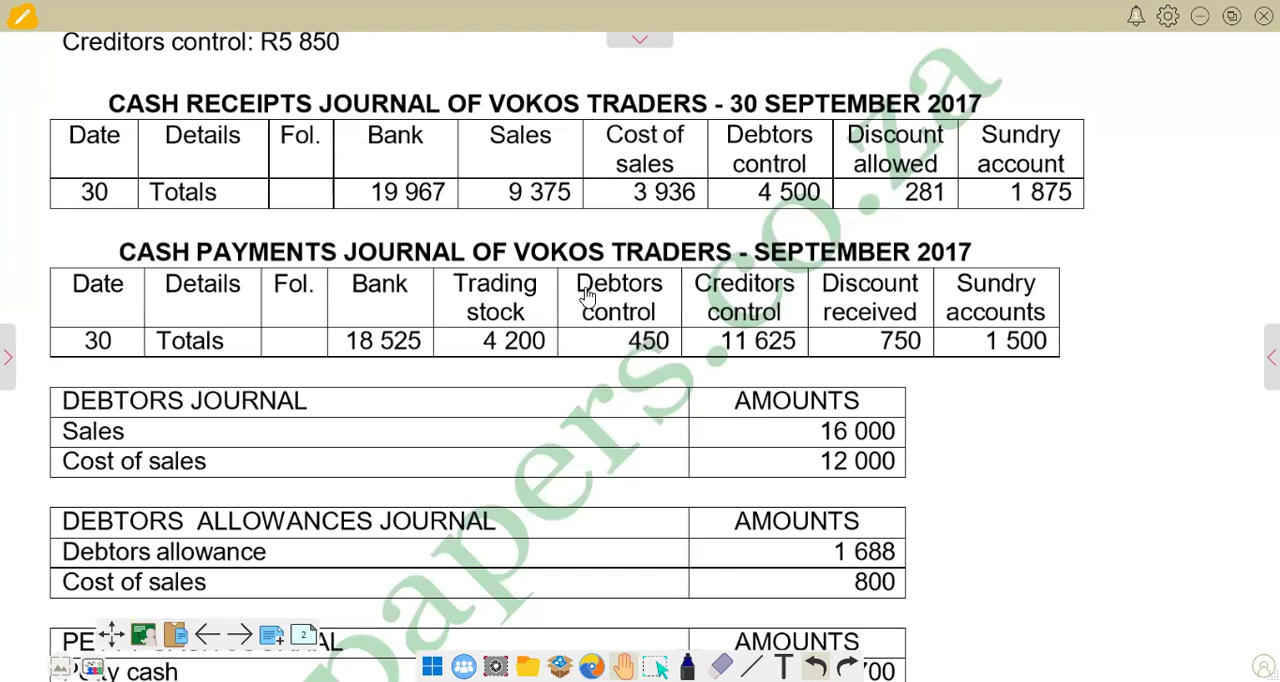 Creditors control: R5 850
CASH RECEIPTS JOURNAL OF VOKOS TRADERS - 30 SEPTEMBER 2017
Date Details Fol. Bank Sales Cost of sales Debtors control Discount allowed Sundry account
30 Totals 19 967 9 375 3 936 4 500 281 1 875
CASH PAYMENTS JOURNAL OF VOKOS TRADERS - SEPTEMBER 2017
Date Details Fol. Bank Trading stock Debtors control Creditors control Discount received Sundry accounts
30 Totals 18 525 4 200 450 11 625 750 1 500
DEBTORS JOURNAL AMOUNTS
Sales 16 000
Cost of sales 12 000
DEBTORS ALLOWANCES JOURNAL AMOUNTS
Debtors allowance 1 688
Cost of sales 800
AMOUNTS
cash
papers.co.za
2